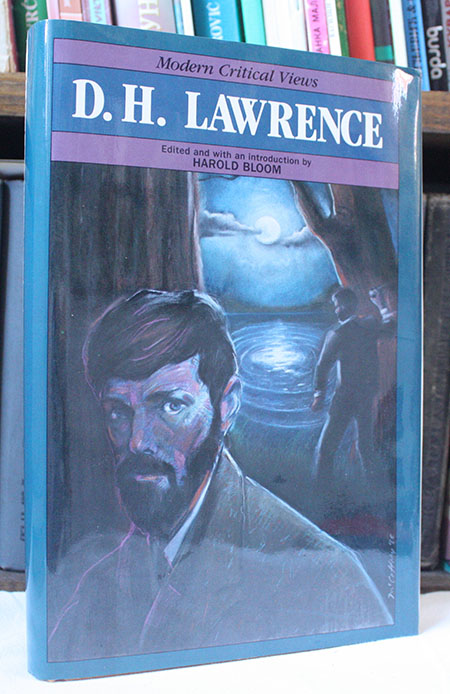 Modern Critical Views
D. H. LAWRENCE
Edited and with an introduction by
HAROLD BLOOM
burda